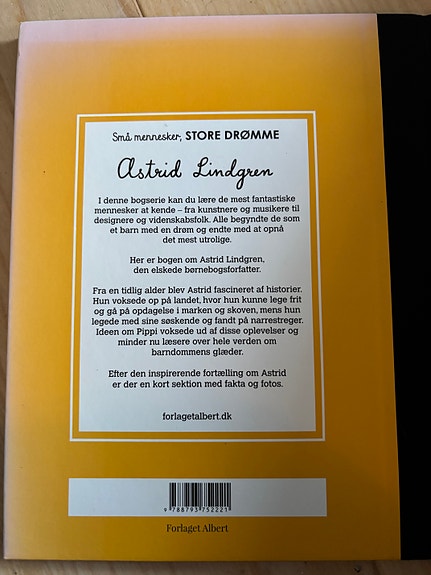 Små mennesker, STORE DRØMME
Astrid Lindgren
I denne bogserie kan du lære de mest fantastiske
mennesker at kende – fra kunstnere og musikere til
designere og videnskabsfolk. Alle begyndte de som
et barn med en drøm og endte med at opnå
det mest utrolige.
Her er bogen om Astrid Lindgren,
den elskede børnebogsforfatter.
Fra en tidlig alder blev Astrid fascineret af historier.
Hun voksede op på landet, hvor hun kunne lege frit
og gå på opdagelse i marken og skoven, mens hun
legede med sine søskende og fandt på narrestreger.
Ideen om Pippi voksede ud af disse oplevelser og
minder nu læsere over hele verden om
barndommens glæder.
Efter den inspirerende fortælling om Astrid
er der en kort sektion med fakta og fotos.
forlagetalbert.dk
9 788793 752221
Forlaget Albert